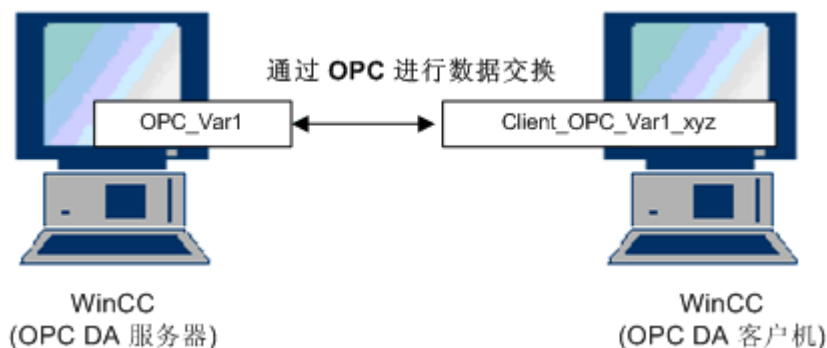 通过 OPC 进行数据交换
OPC_Var1
Client_OPC_Var1_xyz
WinCC
(OPC DA 服务器)
WinCC
(OPC DA 客户机)